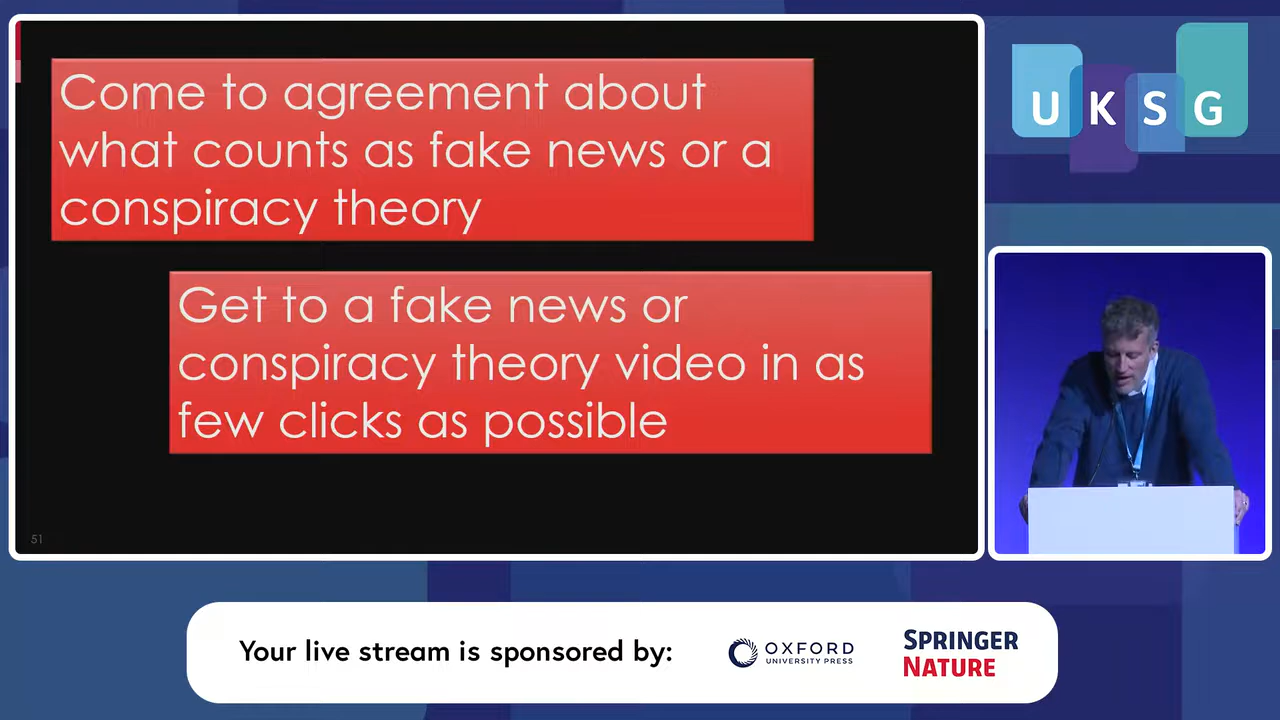 Come to agreement about
what counts as fake news or a
conspiracy theory
Get to a fake news or
conspiracy theory video in as
few clicks as possible
51
UKSG
Your live stream is sponsored by:
OXFORD
UNIVERSITY PRESS
SPRINGER
NATURE